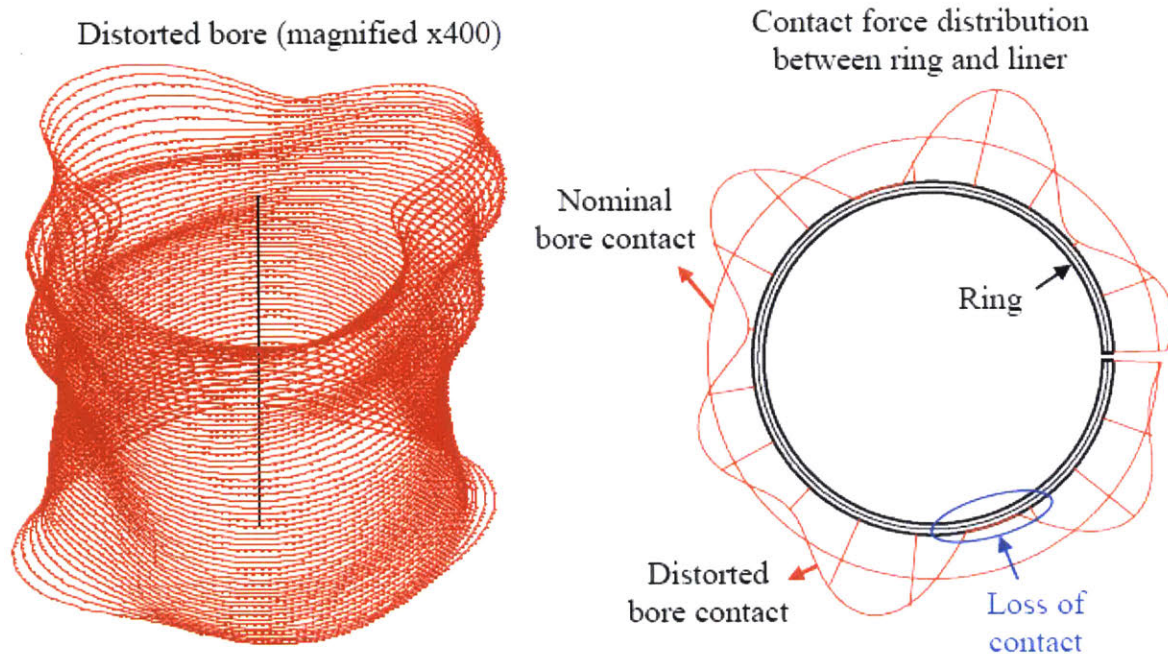 Distorted bore (magnified x400)
Contact force distribution
between ring and liner
Nominal
bore contact
Ring
Distorted
bore contact
Loss of
contact